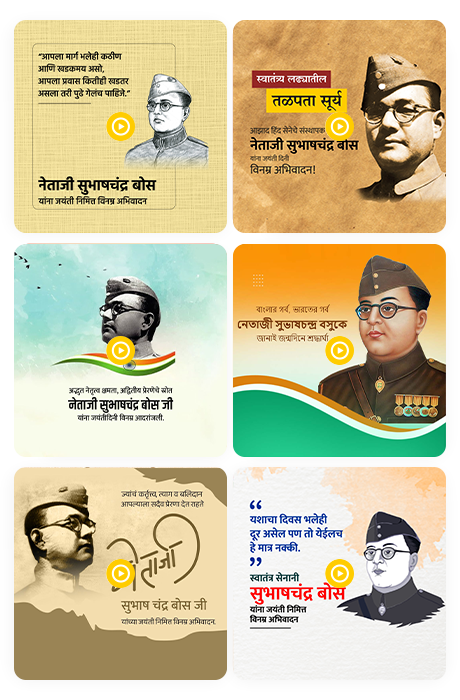 “आपला मार्ग भलेही कठीण
आणि खडकमय असो,
आपला प्रवास कितीही खडतर
असला तरी पुढे गेलंच पाहिजे.”
नेताजी सुभाषचंद्र बोस
यांना जयंती निमित्त विनम्र अभिवादन
स्वातंत्र्य लढ्यातील
तळपता सूर्य
आझाद हिंद सेनेचे संस्थापक
नेताजी सुभाषचंद्र बोस
यांना जयंती दिनी
विनम्र अभिवादन!
अद्भुत नेतृत्व क्षमता, अद्वितीय प्रेरणेचे स्रोत
नेताजी सुभाषचंद्र बोस जी
यांना जयंतीदिनी विनम्र आदरांजली.
বাংলার গর্ব, ভারতের গর্ব
নেতাজী সুভাষচন্দ্র বসুকে
জানাই জন্মদিনে শ্রদ্ধার্ঘ্য
ज्यांचं कर्तृत्त्व, त्याग व बलिदान
आपल्याला सदैव प्रेरणा देत राहते
नेताजी
सुभाष चंद्र बोस जी
यांच्या जयंती निमित्त विनम्र अभिवादन.
“
यशाचा दिवस भलेही
दूर असेल पण तो येईलच
हे मात्र नक्की.
”
स्वातंत्र सेनानी
सुभाषचंद्र बोस
यांना जयंती निमित्त
विनम्र अभिवादन